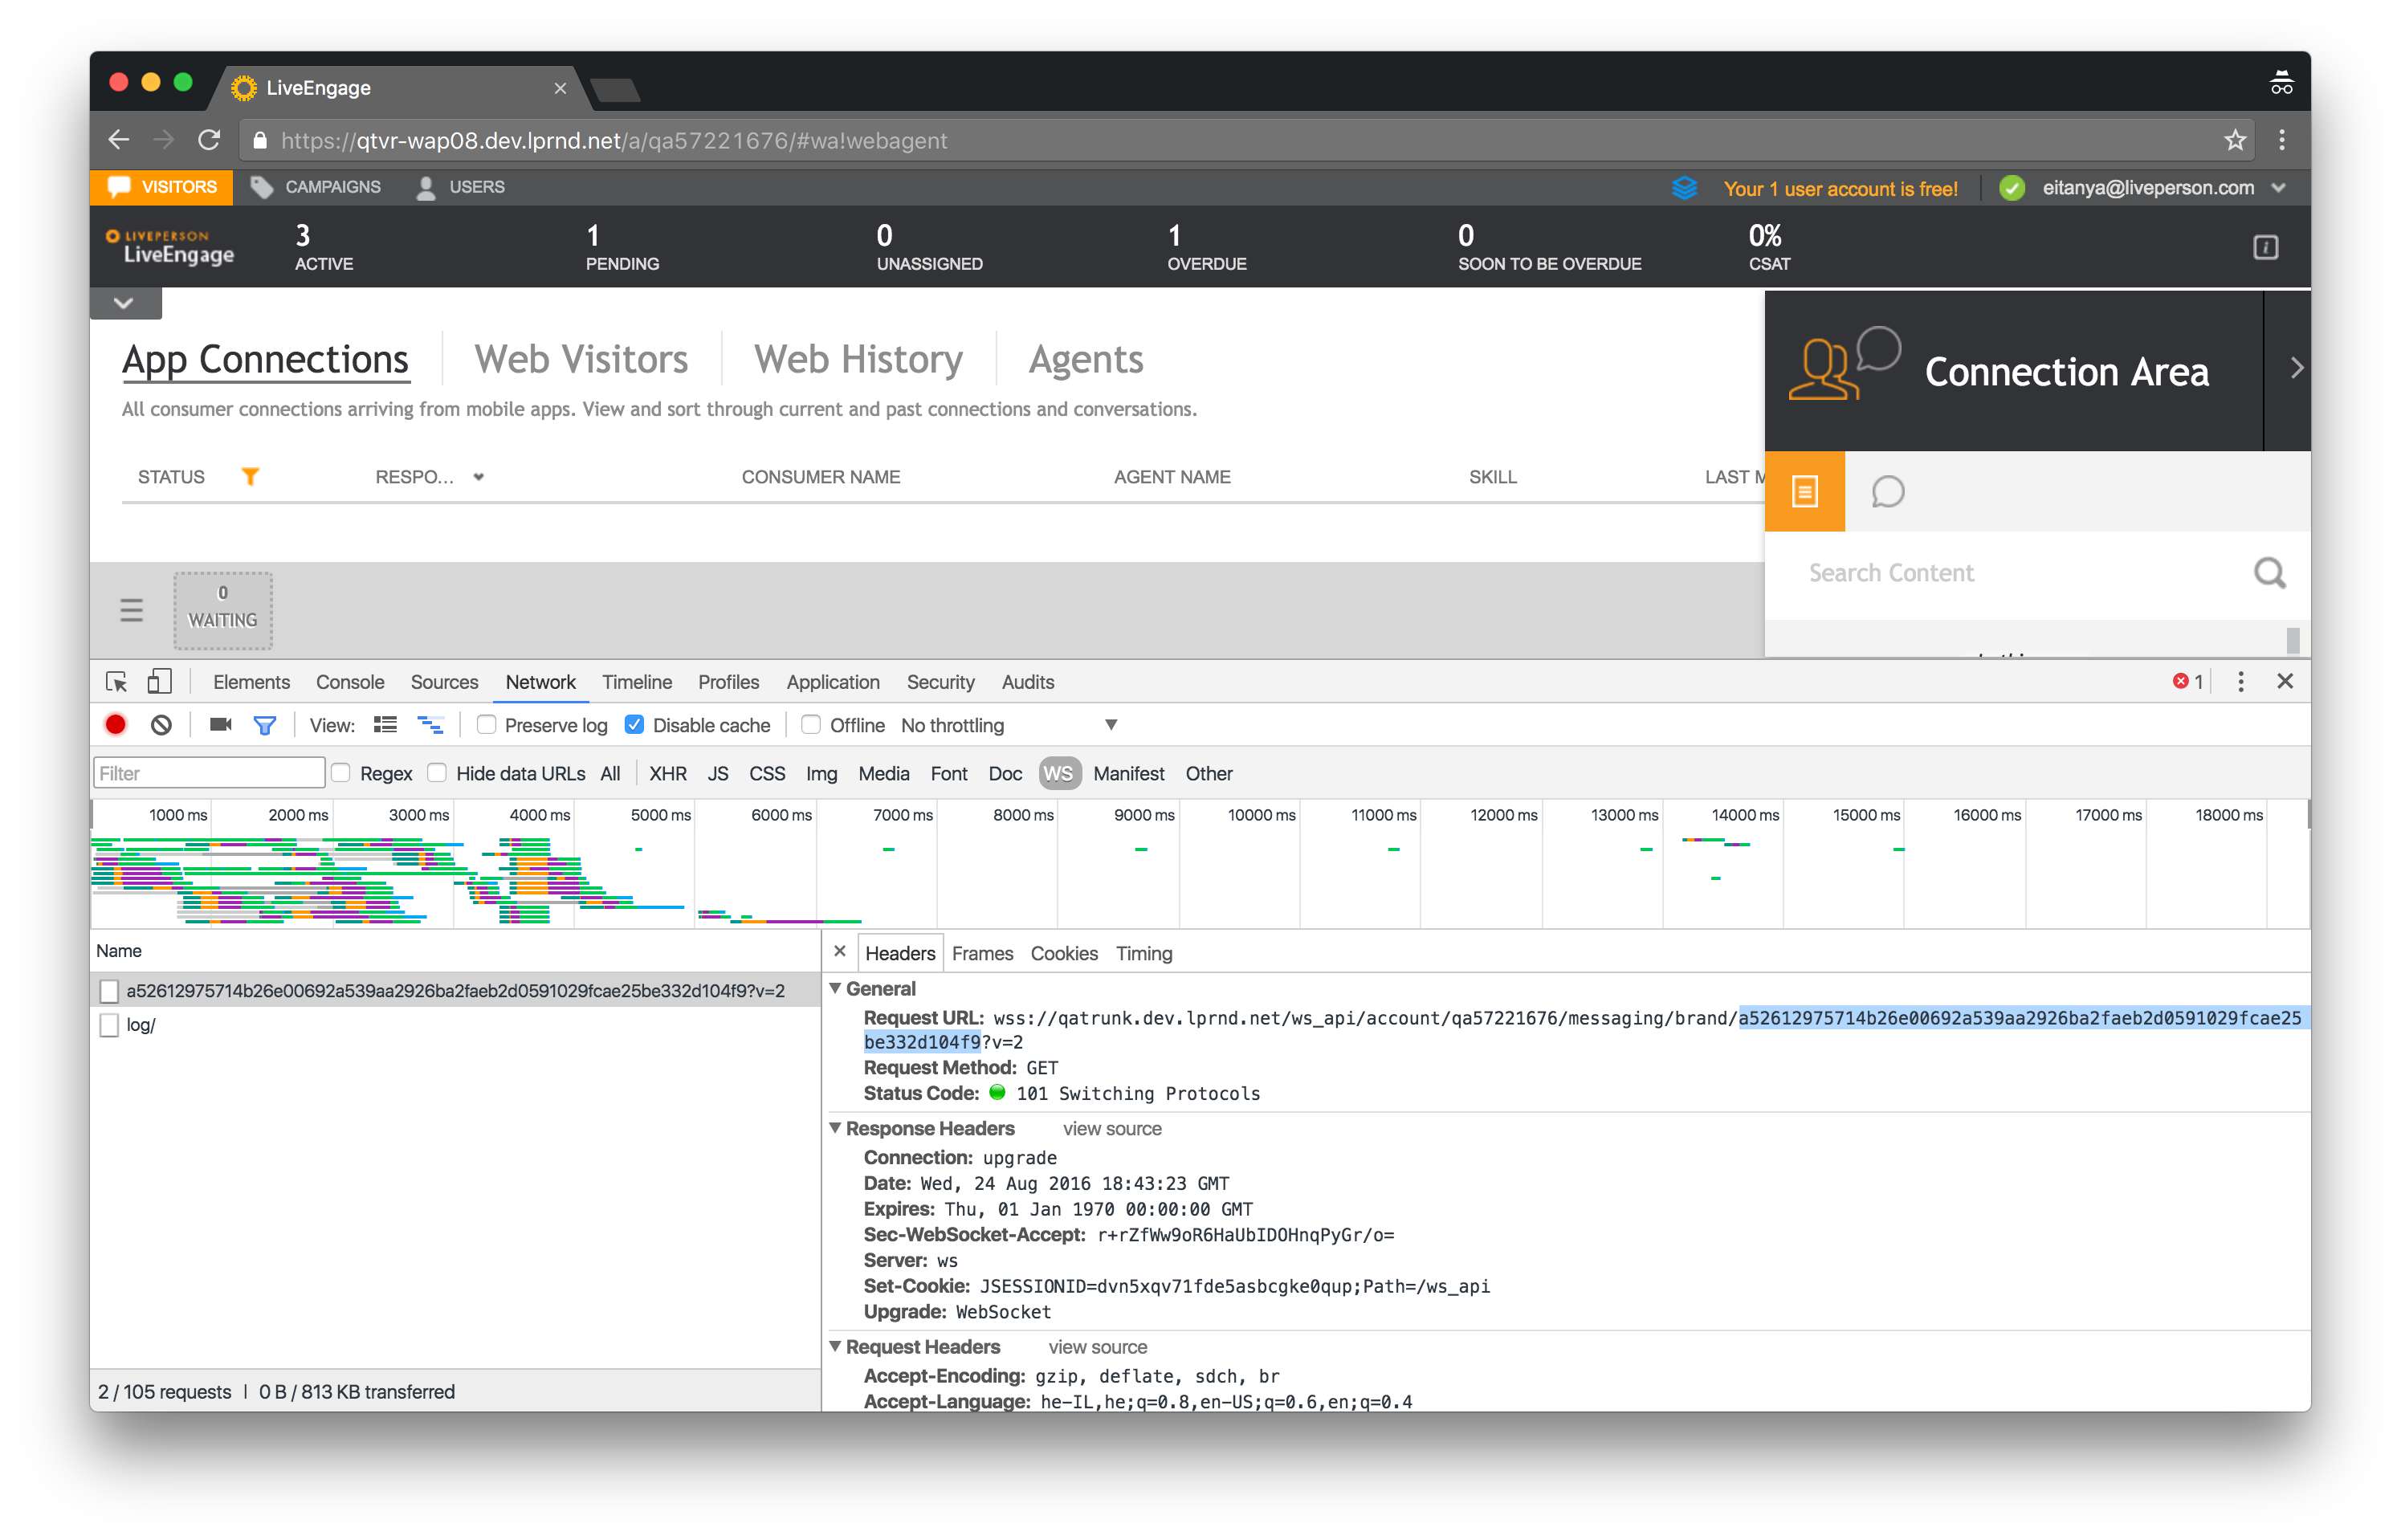 LiveEngage
https://qtvr-wap08.dev.lprnd.net/a/qa57221676/#wa!webagent
VISITORS CAMPAIGNS USERS Your 1 user account is free! eitanya@liveperson.com
LIVEPERSON
LiveEngage
3 1 0 1 0 0%
ACTIVE PENDING UNASSIGNED OVERDUE SOON TO BE OVERDUE CSAT
App Connections Web Visitors Web History Agents
Connection Area
All consumer connections arriving from mobile apps. View and sort through current and past connections and conversations.
STATUS RESPO... CONSUMER NAME AGENT NAME SKILL LAST M
Search Content
0
WAITING
Elements Console Sources Network Timeline Profiles Application Security Audits 1
View: Preserve log Disable cache Offline No throttling
Filter Regex Hide data URLs All XHR JS CSS Img Media Font Doc WS Manifest Other
1000 ms 2000 ms 3000 ms 4000 ms 5000 ms 6000 ms 7000 ms 8000 ms 9000 ms 10000 ms 11000 ms 12000 ms 13000 ms 14000 ms 15000 ms 16000 ms 17000 ms 18000 ms
Name
a52612975714b26e00692a539aa2926ba2faeb2d0591029fcae25be332d104f9?v=2
log/
2 / 105 requests | 0 B / 813 KB transferred
Headers Frames Cookies Timing
General
Request URL: wss://qatrunk.dev.lprnd.net/ws_api/account/qa57221676/messaging/brand/a52612975714b26e00692a539aa2926ba2faeb2d0591029fcae25
be332d104f9?v=2
Request Method: GET
Status Code: 101 Switching Protocols
Response Headers view source
Connection: upgrade
Date: Wed, 24 Aug 2016 18:43:23 GMT
Expires: Thu, 01 Jan 1970 00:00:00 GMT
Sec-WebSocket-Accept: r+rZfWw9oR6HaUbIDOHnqPyGr/o=
Server: ws
Set-Cookie: JSESSIONID=dvn5xqv71fde5asbcgke0qup;Path=/ws_api
Upgrade: WebSocket
Request Headers view source
Accept-Encoding: gzip, deflate, sdch, br
Accept-Language: he-IL,he;q=0.8,en-US;q=0.6,en;q=0.4